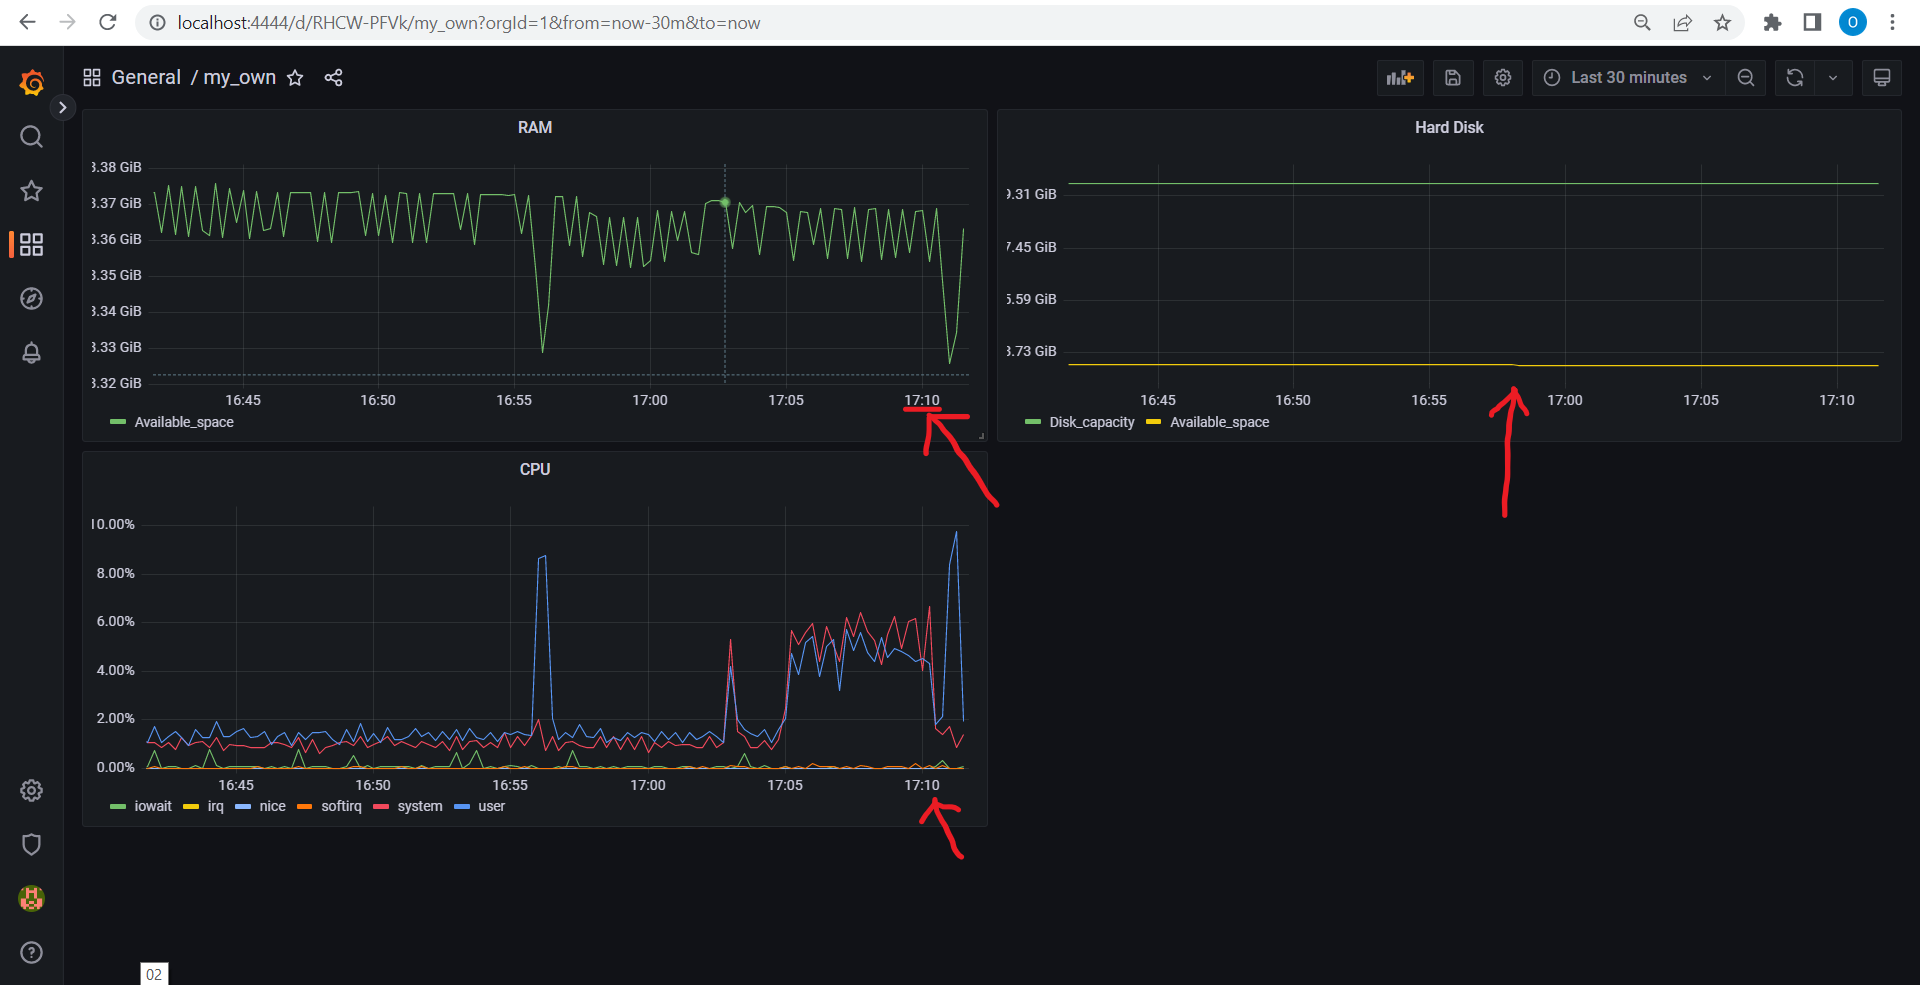 localhost:4444/d/RHCW-PFVk/my_own?orgId=1&from=now-30m&to=now
O
General / my_own
Last 30 minutes
RAM
3.38 GiB
3.37 GiB
3.36 GiB
3.35 GiB
3.34 GiB
3.33 GiB
3.32 GiB
16:45 16:50 16:55 17:00 17:05 17:10
Available_space
Hard Disk
9.31 GiB
7.45 GiB
5.59 GiB
3.73 GiB
16:45 16:50 16:55 17:00 17:05 17:10
Disk_capacity Available_space
CPU
10.00%
8.00%
6.00%
4.00%
2.00%
0.00%
16:45 16:50 16:55 17:00 17:05 17:10
iowait irq nice softirq system user
02